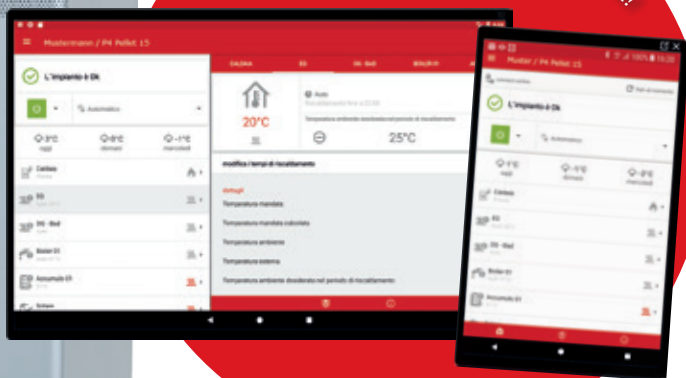 Mustermann / P4 Pellet 15
L'impianto è Ok
Automatico
oggi
domani
mercoledì
Caldaia
EG
DG - Bad
Boiler 01
Accumulo 01
CALDAIA
EG
DG - BAD
BOILER 01
Auto
20°C
Temperatura ambiente desiderata nel periodo di riscaldamento
25°C
modifica i tempi di riscaldamento
dettagli
Temperatura mandata
Temperatura mandata calcolata
Temperatura ambiente
Temperatura esterna
Temperatura ambiente desiderata nel periodo di riscaldamento
100% 16:20
Muster / P4 Pellet 15
L'impianto è Ok
Automatico
oggi
domani
mercoledì
Caldaia
EG
DG - Bad
Boiler 01
Accumulo 01